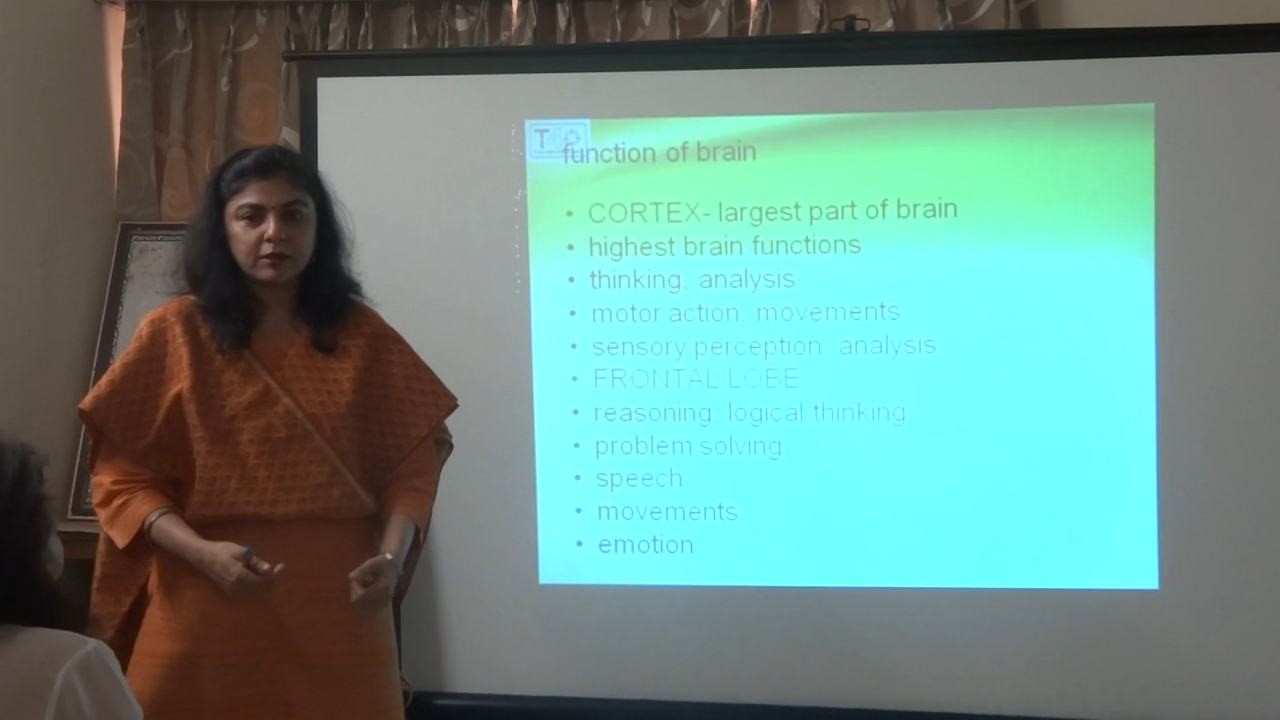 function of brain
• CORTEX- largest part of brain
• highest brain functions
• thinking, analysis
• motor action, movements
• sensory perception, analysis
• FRONTAL LOBE
• reasoning, logical thinking,
• problem solving
• speech
• movements
• emotion